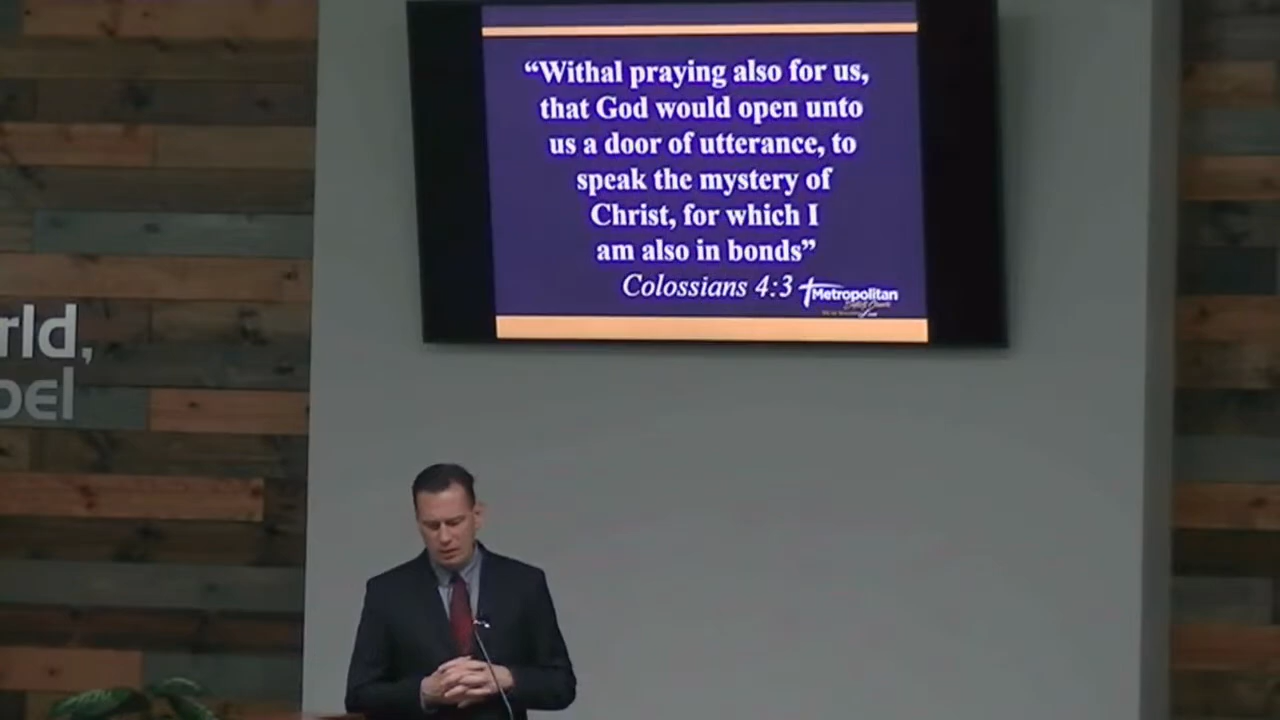 “Withal praying also for us,
that God would open unto
us a door of utterance, to
speak the mystery of
Christ, for which I
am also in bonds”
Colossians 4:3
Metropolitan
rld,
pel